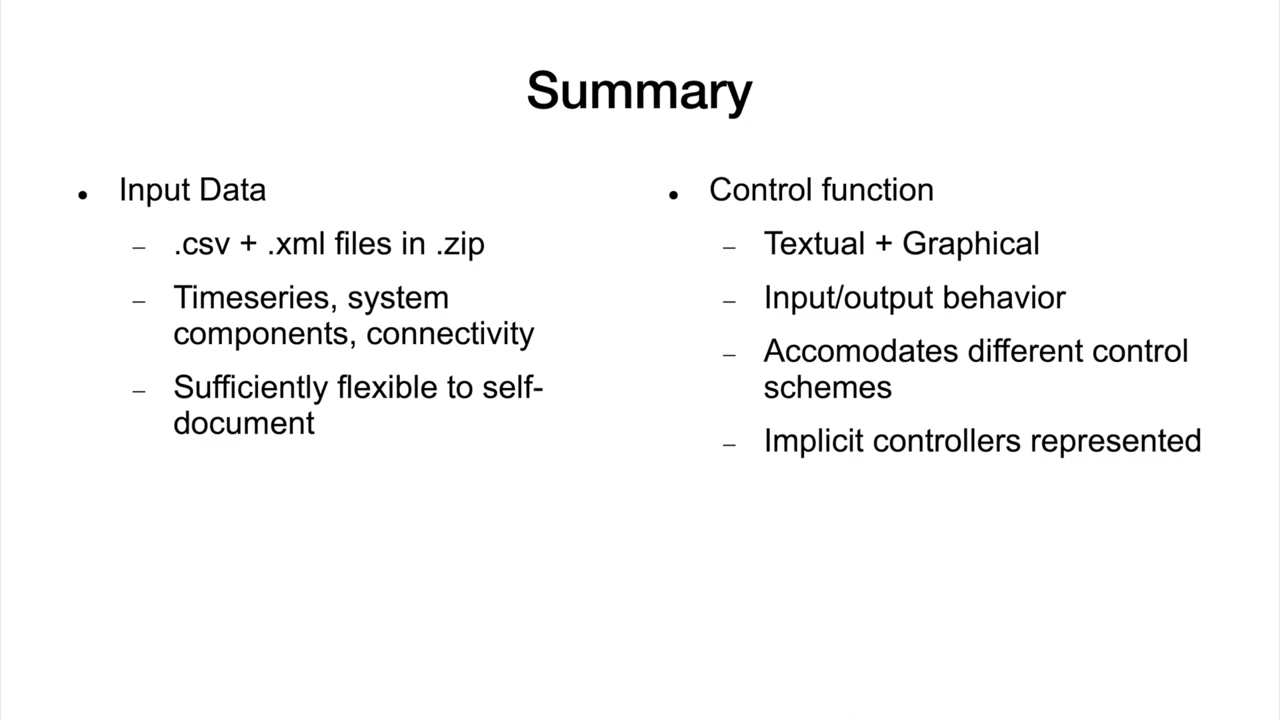 Summary
● Input Data
– .csv + .xml files in .zip
– Timeseries, system
components, connectivity
– Sufficiently flexible to self-
document
● Control function
– Textual + Graphical
– Input/output behavior
– Accomodates different control
schemes
– Implicit controllers represented